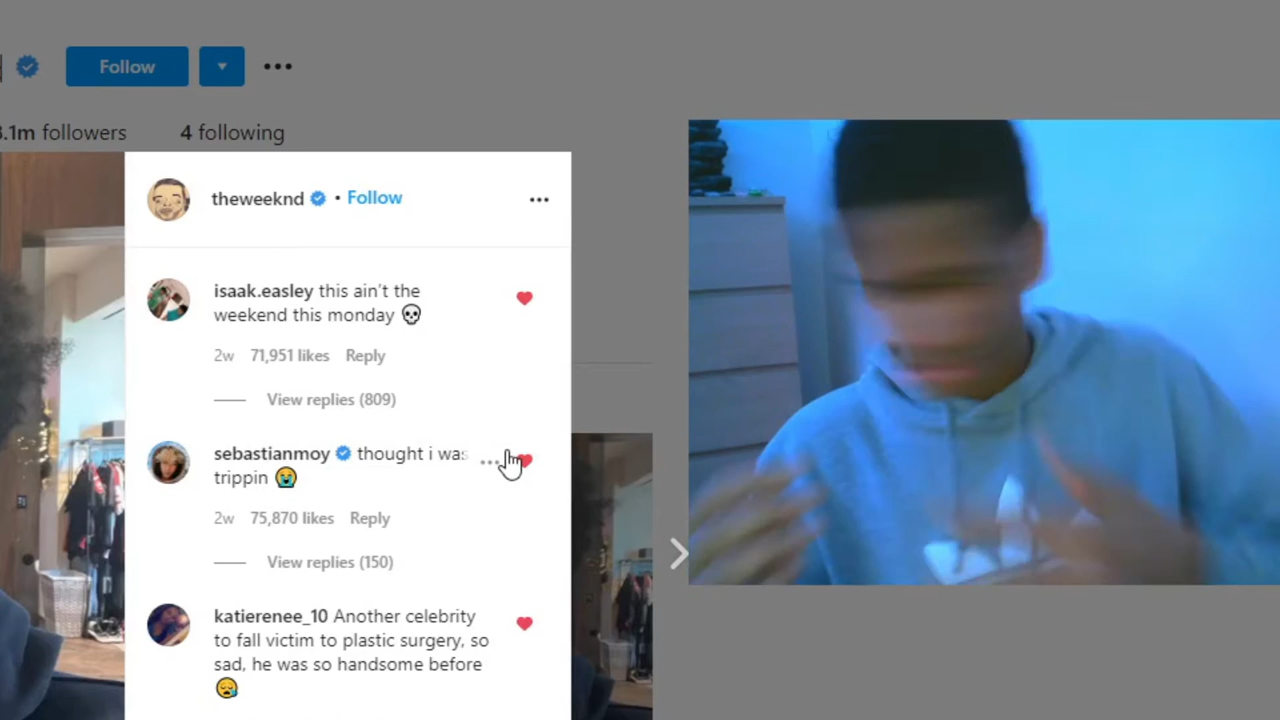 Follow
.1m followers 4 following
theweeknd • Follow
isaak.easley this ain't the
weekend this monday 💀
2w 71,951 likes Reply
View replies (809)
sebastianmoy thought i was
trippin 😭
2w 75,870 likes Reply
View replies (150)
katierenee_10 Another celebrity
to fall victim to plastic surgery, so
sad, he was so handsome before
😪